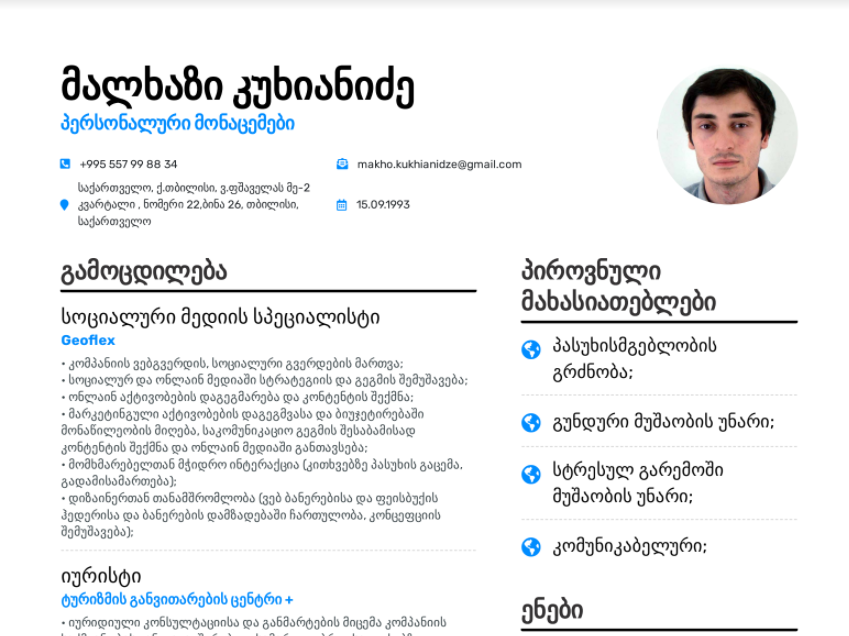 მალხაზი კუხიანიძე
პერსონალური მონაცემები
+995 557 99 88 34
makho.kukhianidze@gmail.com
საქართველო, ქ.თბილისი, ვ.ფშაველას მე-2
კვარტალი , ნომერი 22,ბინა 26, თბილისი,
საქართველო
15.09.1993
გამოცდილება
სოციალური მედიის სპეციალისტი
Geoflex
• კომპანიის ვებგვერდის, სოციალური გვერდების მართვა;
• სოციალურ და ონლაინ მედიაში სტრატეგიის და გეგმის შემუშავება;
• ონლაინ აქტივობების დაგეგმარება და კონტენტის შექმნა;
• მარკეტინგული აქტივობების დაგეგმვასა და ბიუჯეტირებაში
მონაწილეობის მიღება, საკომუნიკაციო გეგმის შესაბამისად
კონტენტის შექმნა და ონლაინ მედიაში განთავსება;
• მომხმარებელთან მჭიდრო ინტერაქცია (კითხვებზე პასუხის გაცემა,
გადამისამართება);
• დიზაინერთან თანამშრომლობა (ვებ ბანერებისა და ფეისბუქის
ჰედერისა და ბანერების დამზადებაში ჩართულობა, კონცეფციის
შემუშავება);
იურისტი
ტურიზმის განვითარების ცენტრი +
• იურიდიული კონსულტაციისა და განმარტების მიცემა კომპანიის
პიროვნული
მახასიათებლები
პასუხისმგებლობის
გრძნობა;
გუნდური მუშაობის უნარი;
სტრესულ გარემოში
მუშაობის უნარი;
კომუნიკაბელური;
ენები